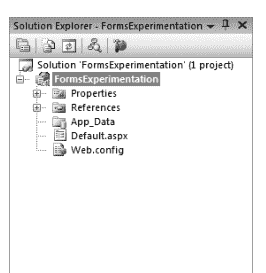 Solution Explorer - FormsExperimentation
Solution 'FormsExperimentation' (1 project)
FormsExperimentation
Properties
References
App_Data
Default.aspx
Web.config